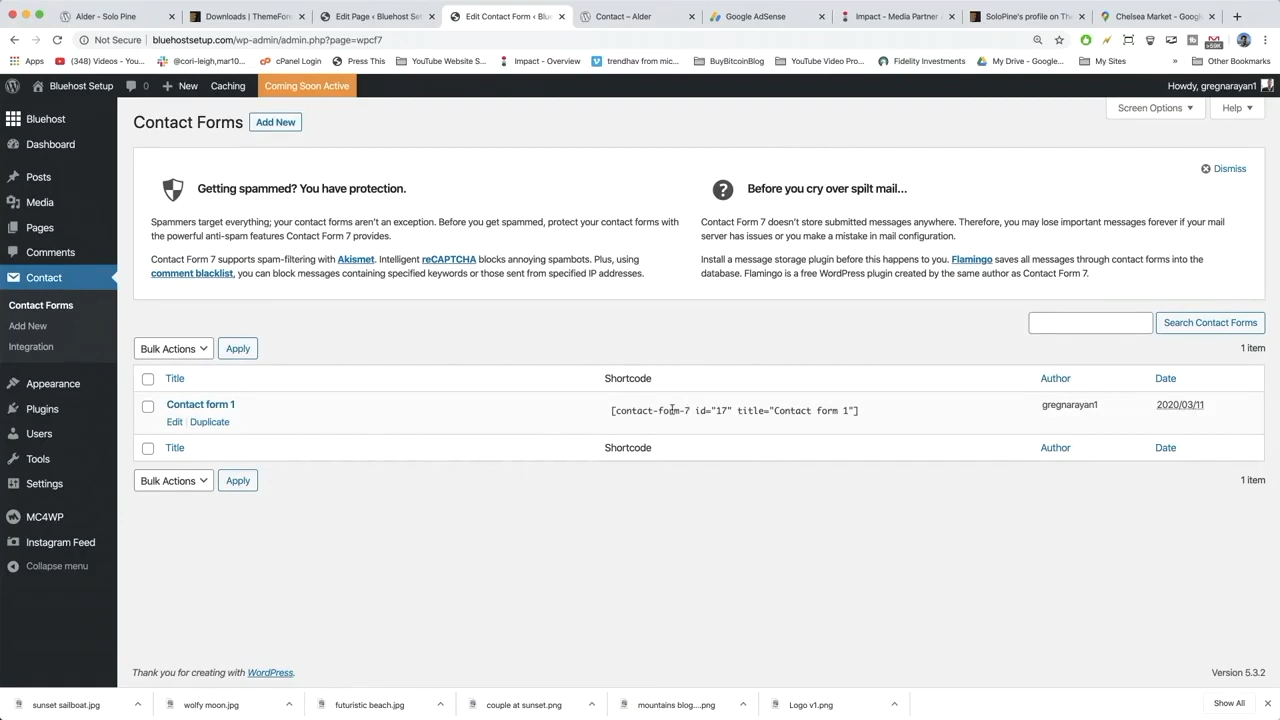 Alder - Solo Pine
Downloads | ThemeFor
Edit Page ‹ Bluehost Set
Edit Contact Form ‹ Blu
Contact – Alder
Google AdSense
Impact - Media Partner
SoloPine's profile on Th
Chelsea Market - Goog
Not Secure | bluehostsetup.com/wp-admin/admin.php?page=wpcf7
Apps
(348) Videos - You...
@cori-leigh,mar10...
cPanel Login
Press This
YouTube Website S...
Impact - Overview
trendhav from mic...
BuyBitcoinBlog
YouTube Video Pro...
Fidelity Investments
My Drive - Google...
My Sites
»
Other Bookmarks
Bluehost Setup
0
+ New
Caching
Coming Soon Active
Howdy, gregnarayan1
Bluehost
Dashboard
Posts
Media
Pages
Comments
Contact
Contact Forms
Add New
Integration
Appearance
Plugins
Users
Tools
Settings
MC4WP
Instagram Feed
Collapse menu
Screen Options
Help
Contact Forms
Add New
Dismiss
Getting spammed? You have protection.
Spammers target everything; your contact forms aren't an exception. Before you get spammed, protect your contact forms with
the powerful anti-spam features Contact Form 7 provides.
Contact Form 7 supports spam-filtering with Akismet. Intelligent reCAPTCHA blocks annoying spambots. Plus, using
comment blacklist, you can block messages containing specified keywords or those sent from specified IP addresses.
Before you cry over spilt mail...
Contact Form 7 doesn't store submitted messages anywhere. Therefore, you may lose important messages forever if your mail
server has issues or you make a mistake in mail configuration.
Install a message storage plugin before this happens to you. Flamingo saves all messages through contact forms into the
database. Flamingo is a free WordPress plugin created by the same author as Contact Form 7.
Search Contact Forms
Bulk Actions
Apply
1 item
Title
Shortcode
Author
Date
Contact form 1
[contact-form-7 id="17" title="Contact form 1"]
gregnarayan1
2020/03/11
Edit | Duplicate
Title
Shortcode
Author
Date
Bulk Actions
Apply
1 item
Thank you for creating with WordPress.
Version 5.3.2
sunset sailboat.jpg
wolfy moon.jpg
futuristic beach.jpg
couple at sunset.png
mountains blog....png
Logo v1.png
Show All